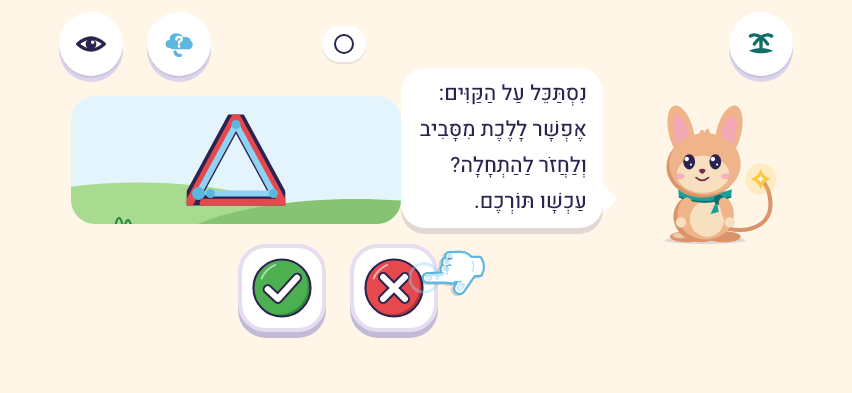 נִסְתַּכֵּל עַל הַקַּוִּים:
אֶפְשָׁר לָלֶכֶת מִסָּבִיב
וְלַחֲזֹר לַהַתְחָלָה?
עַכְשָׁו תּוֹרְכֶם.